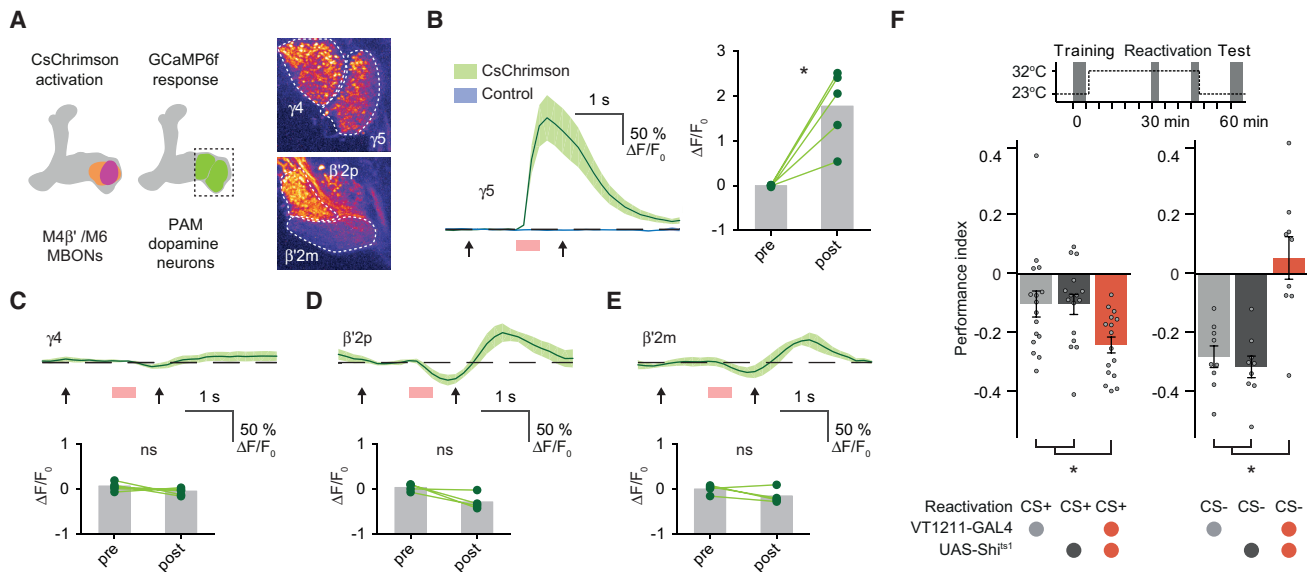 A
CsChrimson activation
GCaMP6f response
M4β' /M6 MBONs
PAM dopamine neurons
γ4
γ5
β'2p
β'2m
B
CsChrimson
Control
1 s
50 %
ΔF/F0
γ5
ΔF/F0
3
2
1
0
-1
*
pre
post
C
γ4
1 s
50 %
ΔF/F0
ΔF/F0
1
0
-1
ns
pre
post
D
β'2p
1 s
50 %
ΔF/F0
ΔF/F0
1
0
-1
ns
pre
post
E
β'2m
1 s
50 %
ΔF/F0
ΔF/F0
1
0
-1
ns
pre
post
F
Training Reactivation Test
32°C
23°C
0 30 min 60 min
Performance index
0.4
0.2
0
-0.2
-0.4
*
0.4
0.2
0
-0.2
-0.4
*
Reactivation CS+ CS+ CS+ CS- CS- CS-
VT1211-GAL4
UAS-Shits1